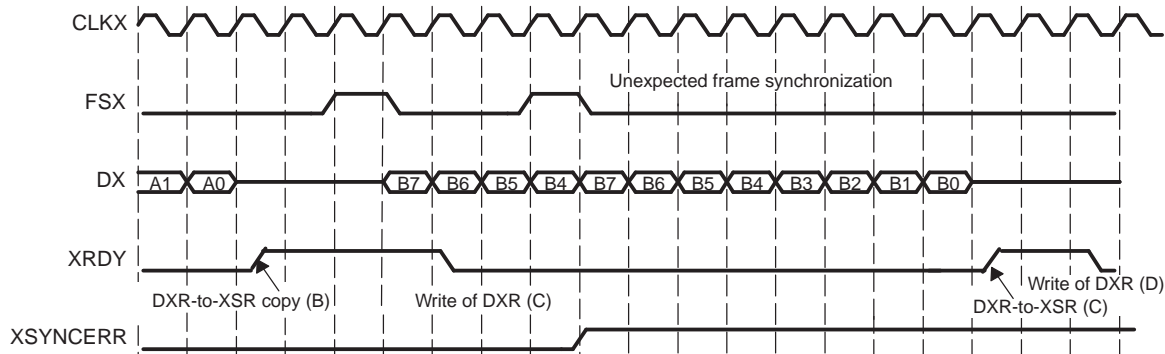 CLKX
Unexpected frame synchronization
FSX
DX A1 A0 B7 B6 B5 B4 B7 B6 B5 B4 B3 B2 B1 B0
XRDY
DXR-to-XSR copy (B)
Write of DXR (C)
Write of DXR (D)
DXR-to-XSR (C)
XSYNCERR